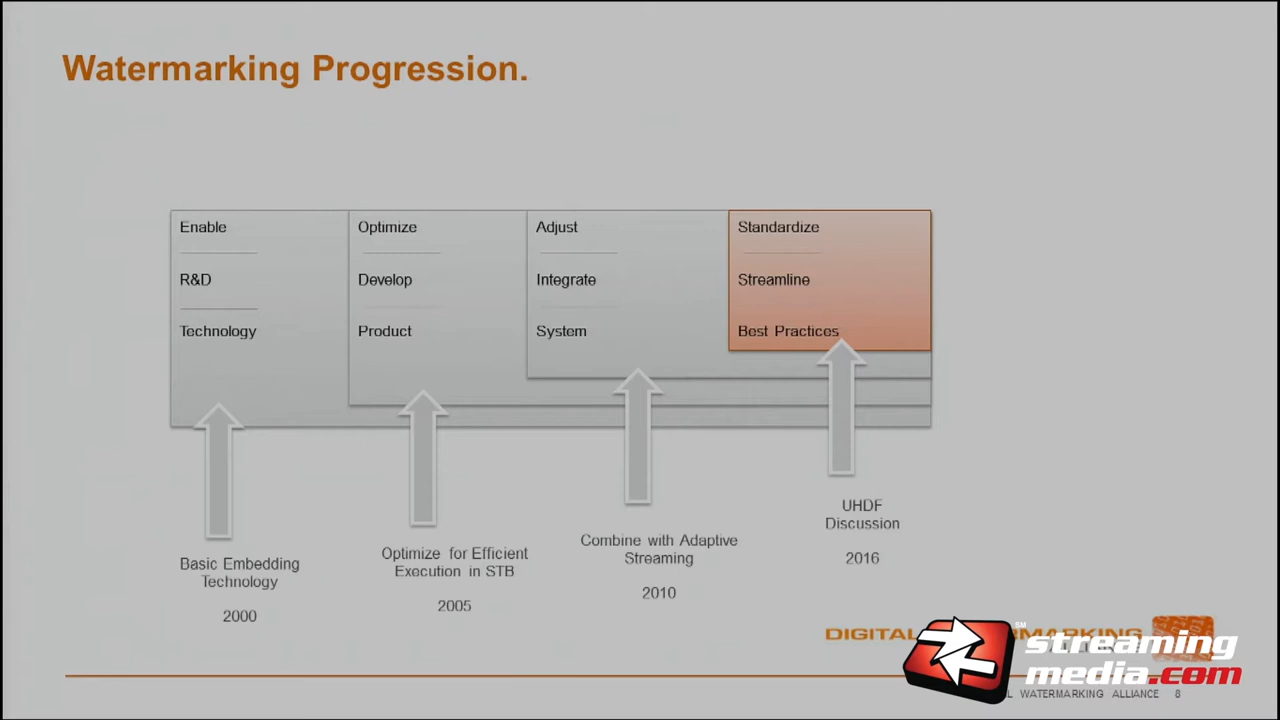 Watermarking Progression.
Enable
R&D
Technology
Optimize
Develop
Product
Adjust
Integrate
System
Standardize
Streamline
Best Practices
Basic Embedding
Technology
2000
Optimize for Efficient
Execution in STB
2005
Combine with Adaptive
Streaming
2010
UHDF
Discussion
2016
DIGITAL
streaming
media.com
SM
WATERMARKING ALLIANCE 8